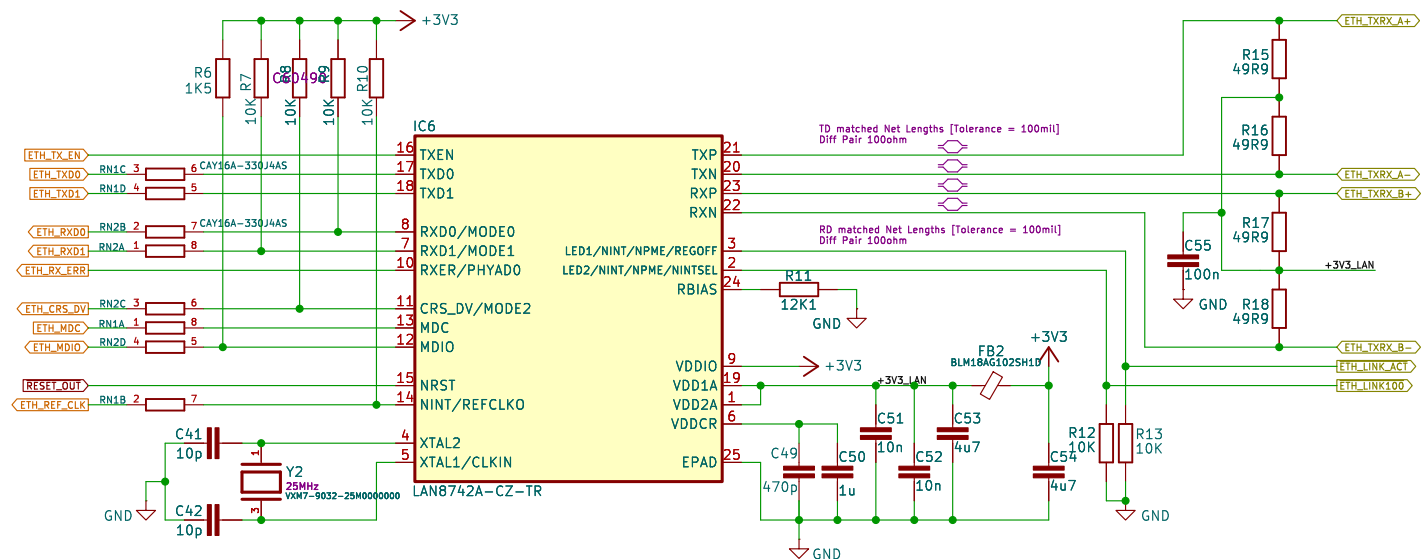 +3V3
ETH_TXRX_A+
R6
1K5
R7
10K
C60490
R8
10K
R9
10K
R10
10K
R15
49R9
R16
49R9
IC6
TD matched Net Lengths [Tolerance = 100mil]
Diff Pair 100ohm
ETH_TX_EN
16
TXEN
TXP
21
ETH_TXD0
RN1C
3
6
CAY16A-330J4AS
17
TXD0
TXN
20
ETH_TXRX_A-
ETH_TXD1
RN1D
4
5
18
TXD1
RXP
23
ETH_TXRX_B+
RXN
22
ETH_RXD0
RN2B
2
7
CAY16A-330J4AS
8
RXD0/MODE0
RD matched Net Lengths [Tolerance = 100mil]
Diff Pair 100ohm
R17
49R9
ETH_RXD1
RN2A
1
8
7
RXD1/MODE1
LED1/NINT/NPME/REGOFF
3
C55
100n
GND
ETH_RX_ERR
10
RXER/PHYAD0
LED2/NINT/NPME/NINTSEL
2
+3V3_LAN
RBIAS
24
R11
12K1
GND
ETH_CRS_DV
RN2C
3
6
11
CRS_DV/MODE2
R18
49R9
ETH_MDC
RN1A
1
8
13
MDC
ETH_MDIO
RN2D
4
5
12
MDIO
ETH_TXRX_B-
VDDIO
9
+3V3
FB2
BLM18AG102SH1D
+3V3
ETH_LINK_ACT
RESET_OUT
15
NRST
VDD1A
19
+3V3_LAN
ETH_LINK100
ETH_REF_CLK
RN1B
2
7
14
NINT/REFCLKO
VDD2A
1
VDDCR
6
C51
10n
C53
4u7
R12
10K
R13
10K
C41
10p
4
XTAL2
5
XTAL1/CLKIN
EPAD
25
C49
470p
C50
1u
C52
10n
C54
4u7
1
Y2
25MHz
VXM7-9032-25M0000000
3
LAN8742A-CZ-TR
GND
C42
10p
GND
GND